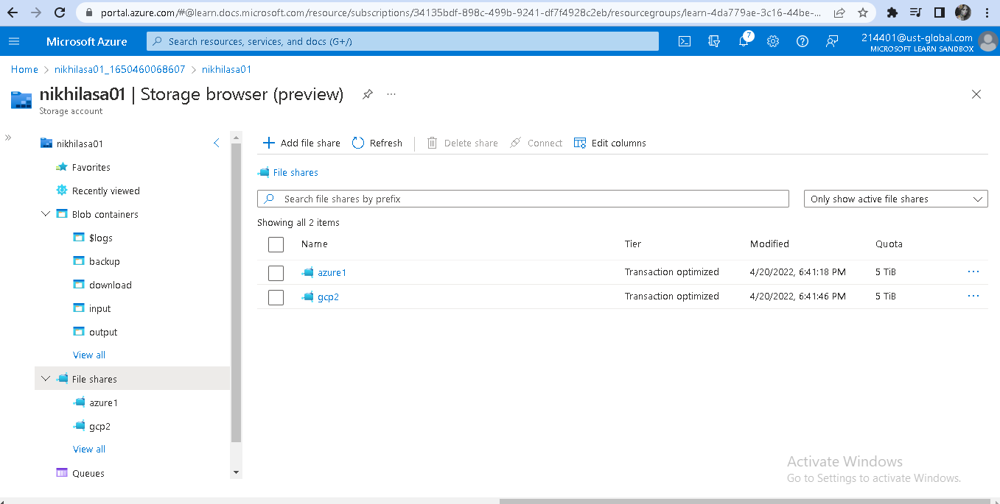 portal.azure.com/#@learn.docs.microsoft.com/resource/subscriptions/34135bdf-898c-499b-9241-df7f4928c2eb/resourcegroups/learn-4da779ae-3c16-44be-...
Microsoft Azure
Search resources, services, and docs (G+/)
7
214401@ust-global.com
MICROSOFT LEARN SANDBOX
Home > nikhilasa01_1650460068607 > nikhilasa01
nikhilasa01 | Storage browser (preview)
...
Storage account
nikhilasa01
Favorites
Recently viewed
Blob containers
$logs
backup
download
input
output
View all
File shares
azure1
gcp2
View all
Queues
Add file share Refresh Delete share Connect Edit columns
File shares
Search file shares by prefix
Only show active file shares
Showing all 2 items
Name Tier Modified Quota
azure1 Transaction optimized 4/20/2022, 6:41:18 PM 5 TiB ...
gcp2 Transaction optimized 4/20/2022, 6:41:46 PM 5 TiB ...
Activate Windows
Go to Settings to activate Windows.